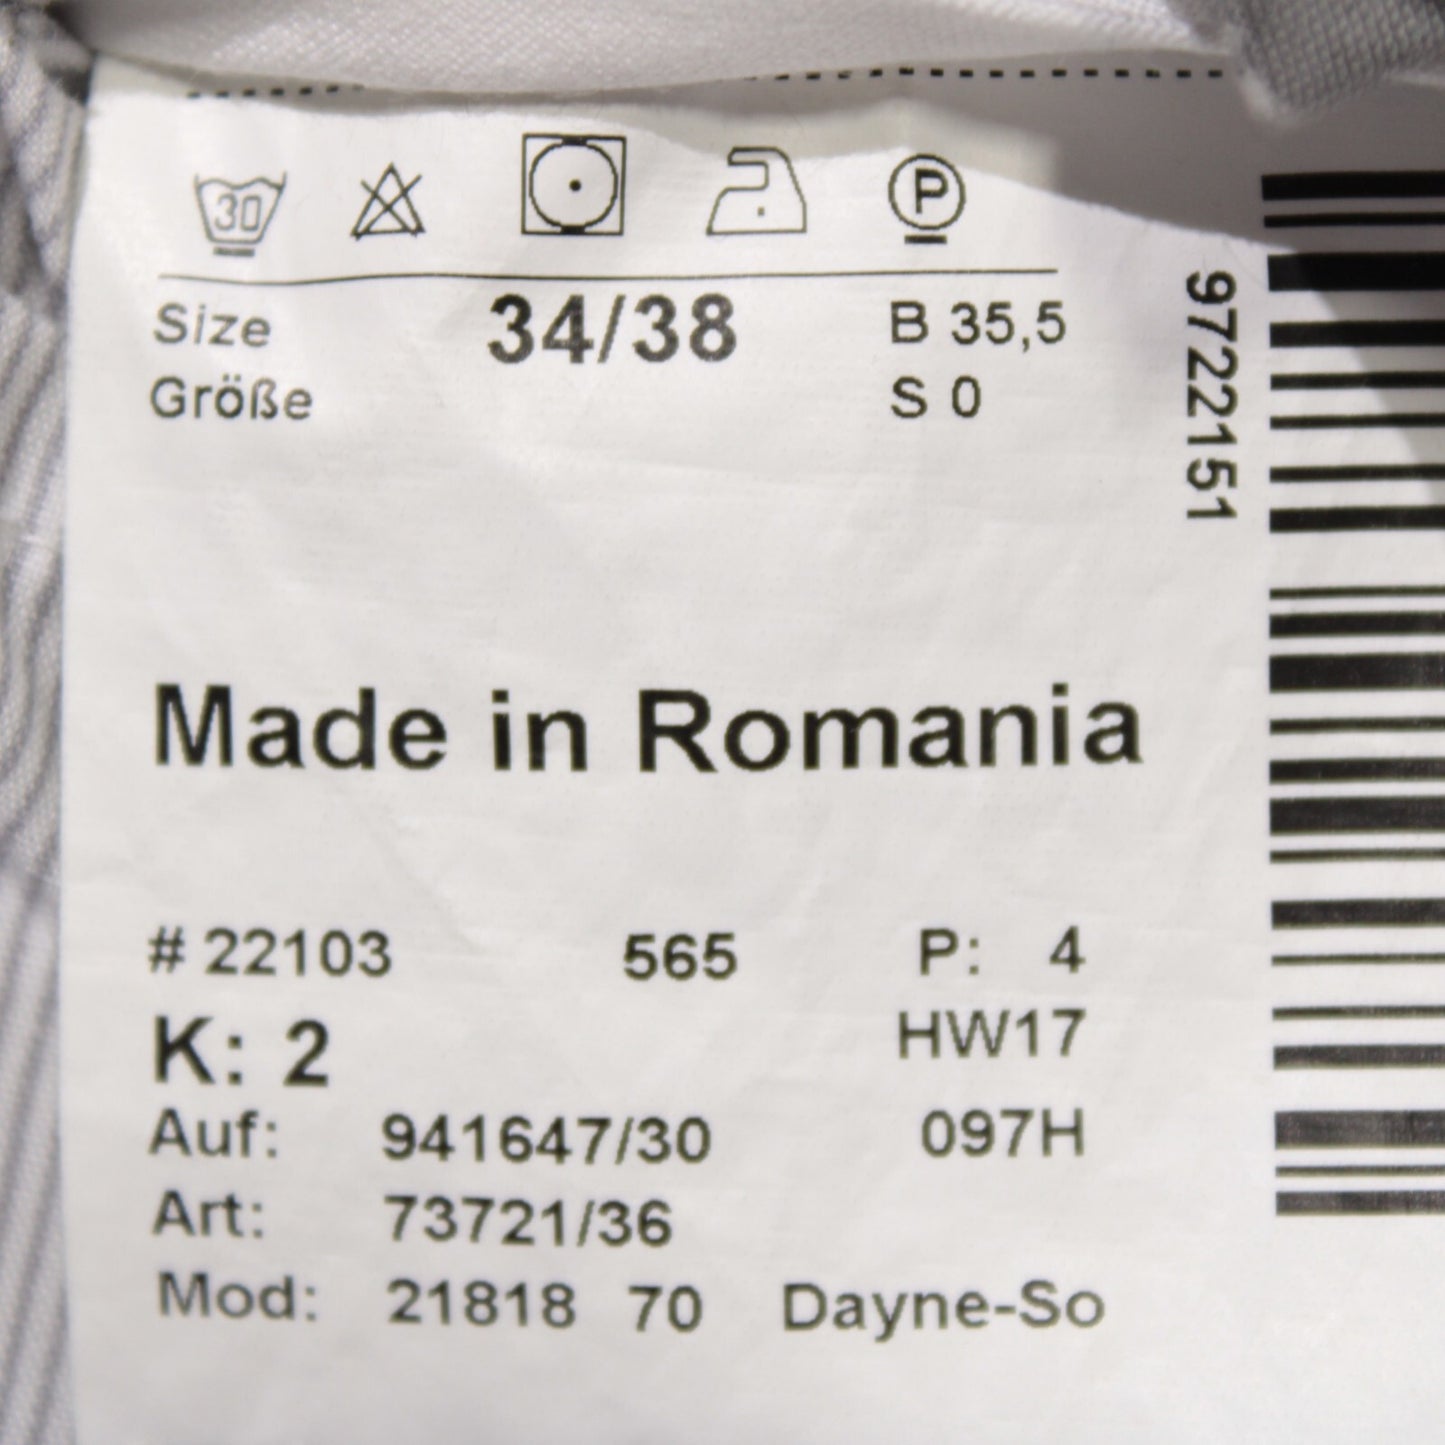 30 P
Size 34/38 B 35,5
Größe S 0
9722151
Made in Romania
# 22103 565 P: 4
K: 2 HW17
Auf: 941647/30 097H
Art: 73721/36
Mod: 21818 70 Dayne-So